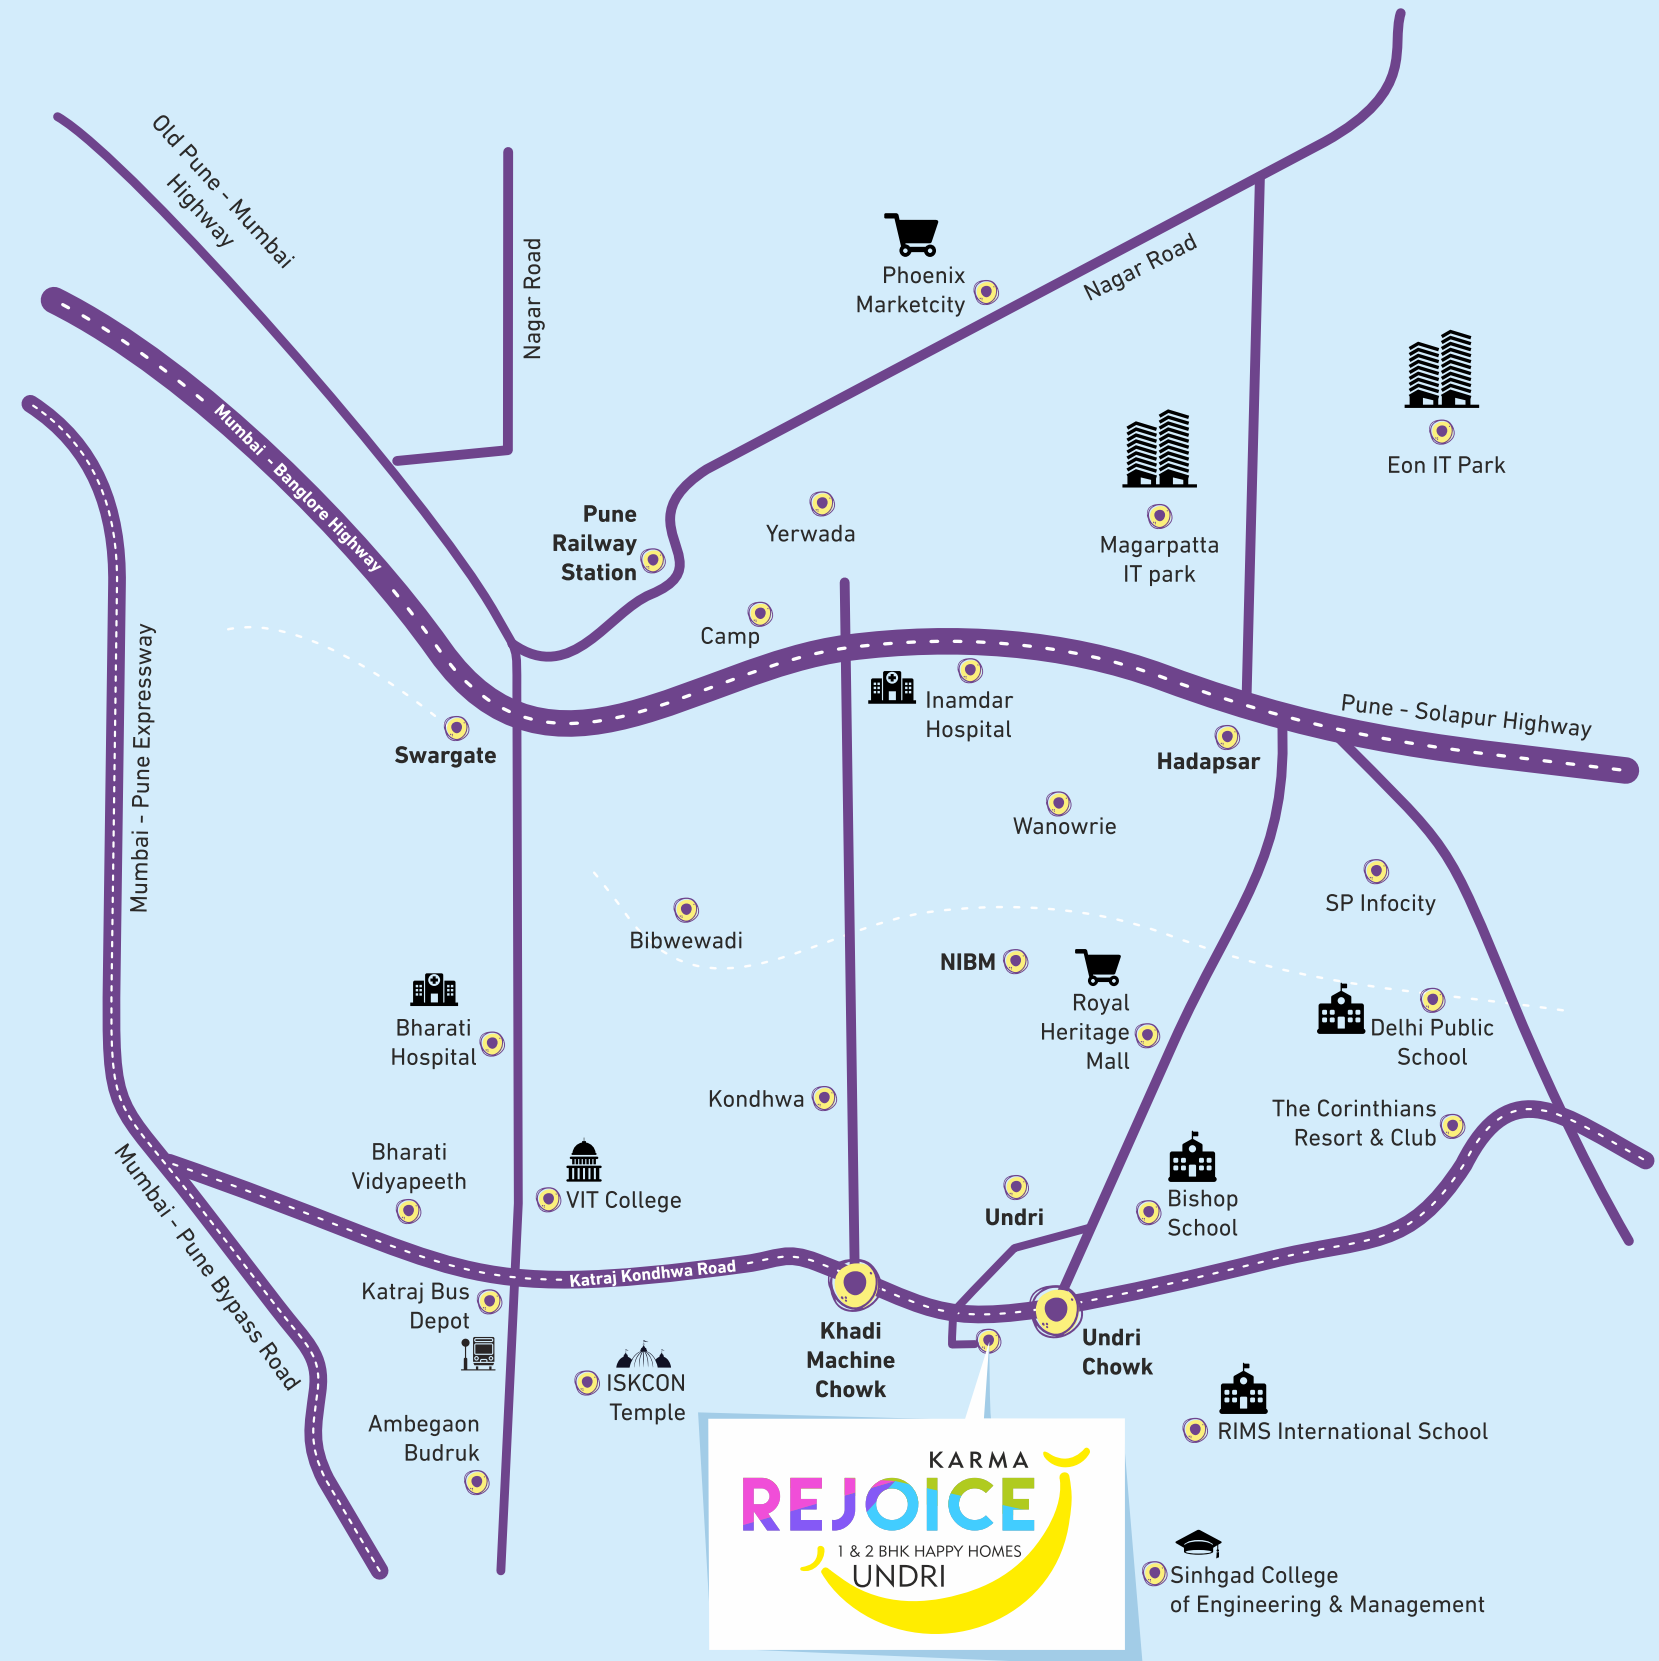 Old Pune - Mumbai
Highway
Nagar Road
Phoenix
Marketcity
Nagar Road
Mumbai - Banglore Highway
Eon IT Park
Pune
Railway
Station
Yerwada
Magarpatta
IT park
Camp
Mumbai - Pune Expressway
Inamdar
Hospital
Pune - Solapur Highway
Swargate
Hadapsar
Wanowrie
SP Infocity
Bibwewadi
NIBM
Royal
Heritage
Mall
Bharati
Hospital
Delhi Public
School
Kondhwa
The Corinthians
Resort & Club
Bharati
Vidyapeeth
VIT College
Mumbai - Pune Bypass Road
Undri
Bishop
School
Katraj Kondhwa Road
Katraj Bus
Depot
Khadi
Machine
Chowk
Undri
Chowk
ISKCON
Temple
Ambegaon
Budruk
RIMS International School
KARMA
REJOICE
1 & 2 BHK HAPPY HOMES
UNDRI
Sinhgad College
of Engineering & Management